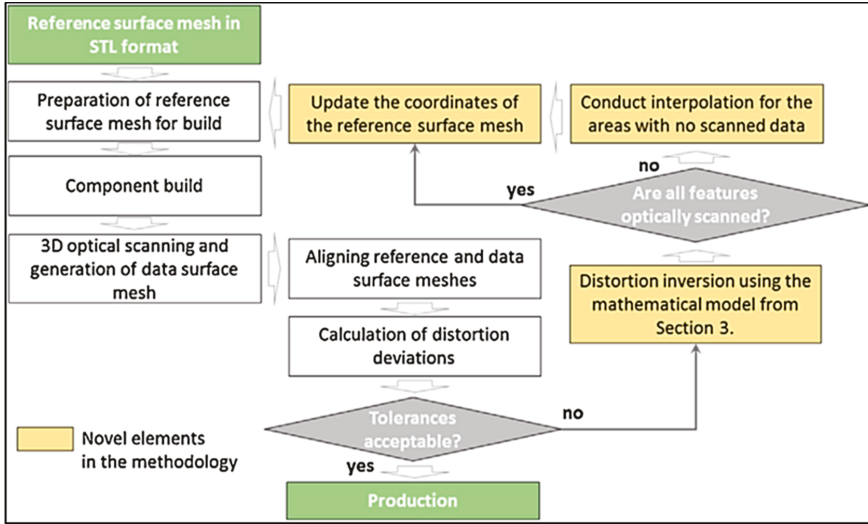 Reference surface mesh in
STL format
Preparation of reference
surface mesh for build
Component build
3D optical scanning and
generation of data surface
mesh
Aligning reference and data
surface meshes
Calculation of distortion
deviations
Tolerances
acceptable?
yes
Production
no
Distortion inversion using the
mathematical model from
Section 3.
Are all features
optically scanned?
no
yes
Conduct interpolation for the
areas with no scanned data
Update the coordinates of
the reference surface mesh
Novel elements
in the methodology